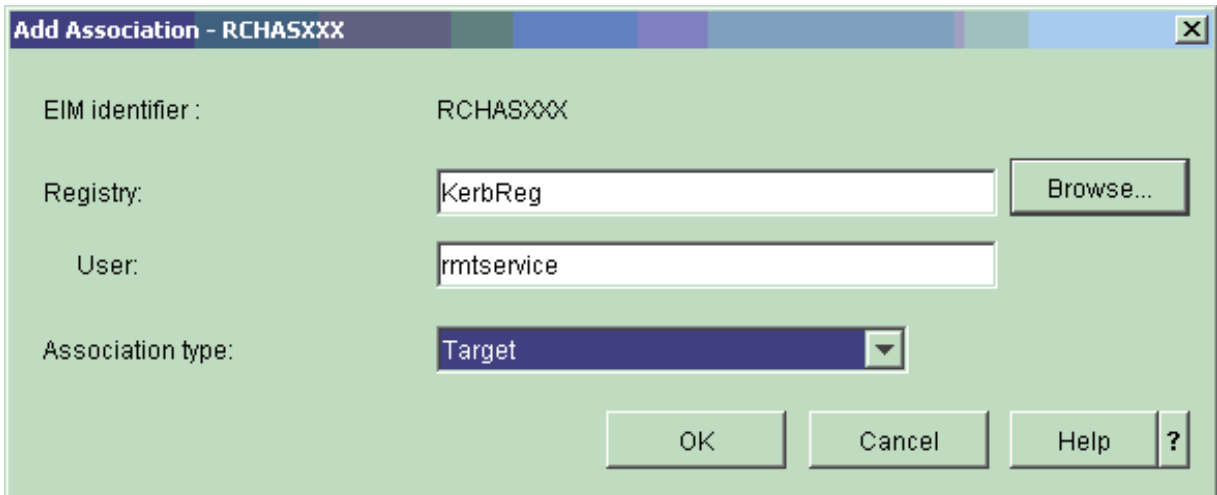 Add Association - RCHASXXX
EIM identifier : RCHASXXX
Registry: KerbReg Browse...
User: rmtservice
Association type: Target
OK Cancel Help ?